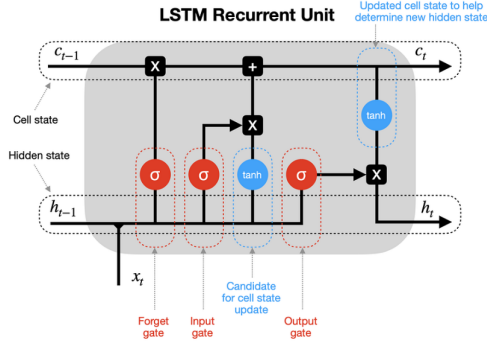 LSTM Recurrent Unit
Updated cell state to help
determine new hidden state
c_{t-1}
c_t
X
+
X
tanh
Cell state
Hidden state
σ
σ
tanh
σ
X
h_{t-1}
h_t
x_t
Candidate
for cell state
update
Forget
gate
Input
gate
Output
gate